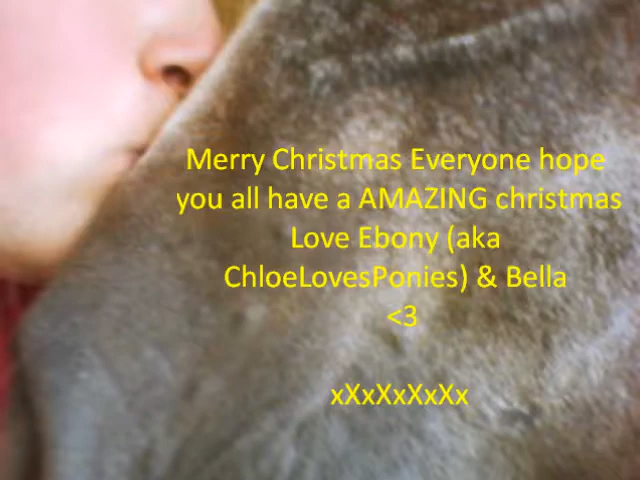 Merry Christmas Everyone hope
you all have a AMAZING christmas
Love Ebony (aka
ChloeLovesPonies) & Bella
<3
xXxXxXxXx